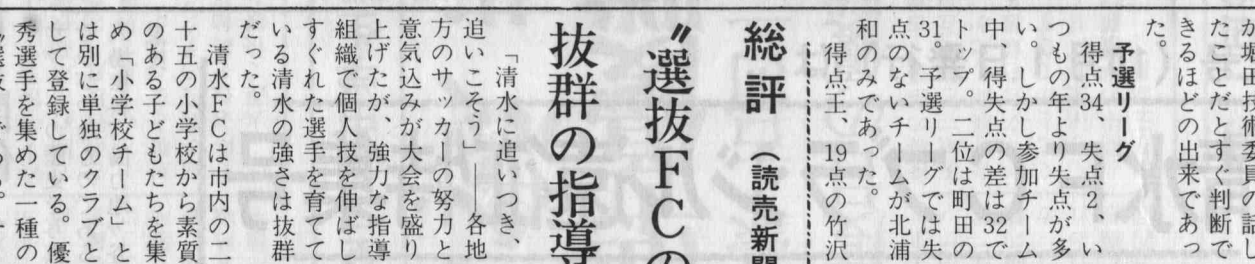 が堀田技術委員の話し
たことだとすぐ判断で
きるほどの出来であっ
た。
予選リーグ
得点34、失点2、い
つもの年より失点が多
い。しかし参加チーム
中、得失点の差は32で
トップ。二位は町田の
31。予選リーグでは失
点のないチームが北浦
和のみであった。
得点王、19点の竹沢
総評(読売新聞
〝選抜FCの
抜群の指導
「清水に追いつき、
追いこそう」――各地
方のサッカーの努力と
意気込みが大会を盛り
上げたが、強力な指導
組織で個人技を伸ばし
すぐれた選手を育てて
いる清水の強さは抜群
だった。
清水FCは市内の二
十五の小学校から素質
のある子どもたちを集
め「小学校チーム」と
は別に単独のクラブと
して登録している。優
秀選手を集めた一種の